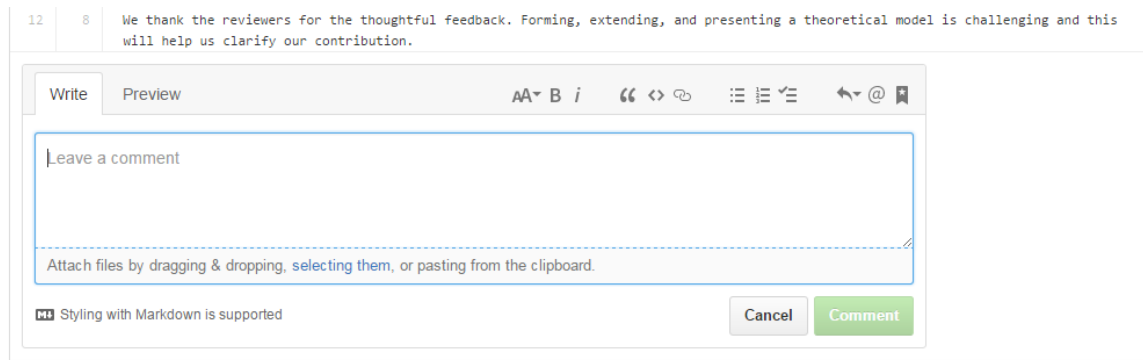 12 8 We thank the reviewers for the thoughtful feedback. Forming, extending, and presenting a theoretical model is challenging and this
will help us clarify our contribution.
Write Preview AA B i
Leave a comment
Attach files by dragging & dropping, selecting them, or pasting from the clipboard.
Styling with Markdown is supported Cancel Comment